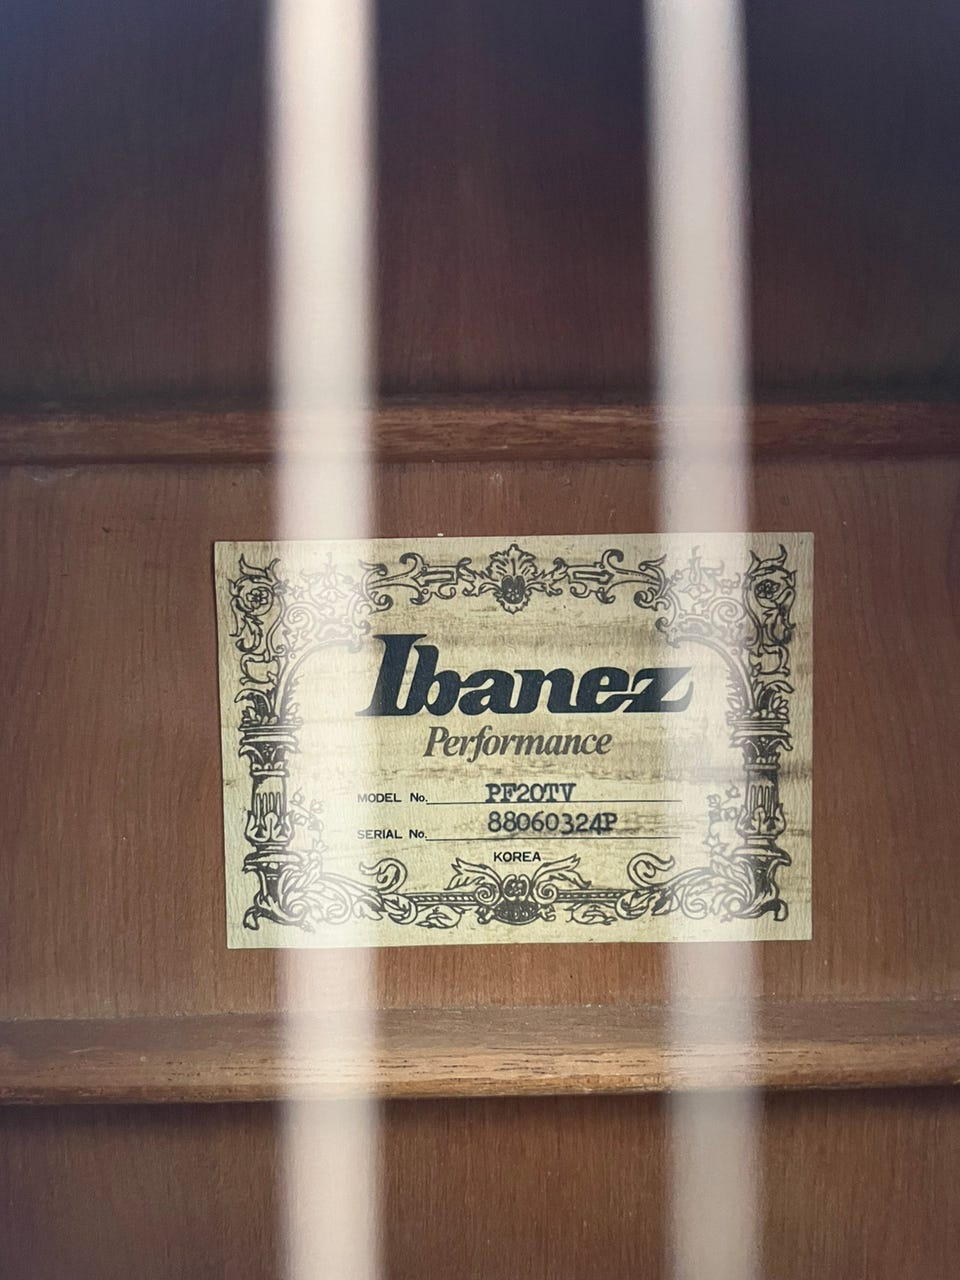 Ibanez
Performance
MODEL No. PF20TV
SERIAL No. 88060324P
KOREA